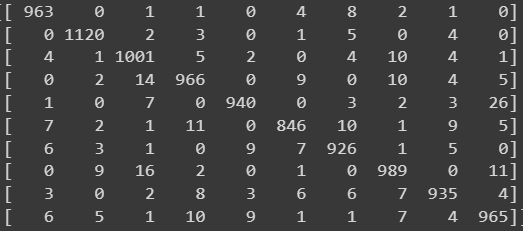 [[ 963 0 1 1 0 4 8 2 1 0]
[ 0 1120 2 3 0 1 5 0 4 0]
[ 4 1 1001 5 2 0 4 10 4 1]
[ 0 2 14 966 0 9 0 10 4 5]
[ 1 0 7 0 940 0 3 2 3 26]
[ 7 2 1 11 0 846 10 1 9 5]
[ 6 3 1 0 9 7 926 1 5 0]
[ 0 9 16 2 0 1 0 989 0 11]
[ 3 0 2 8 3 6 6 7 935 4]
[ 6 5 1 10 9 1 1 7 4 965]]